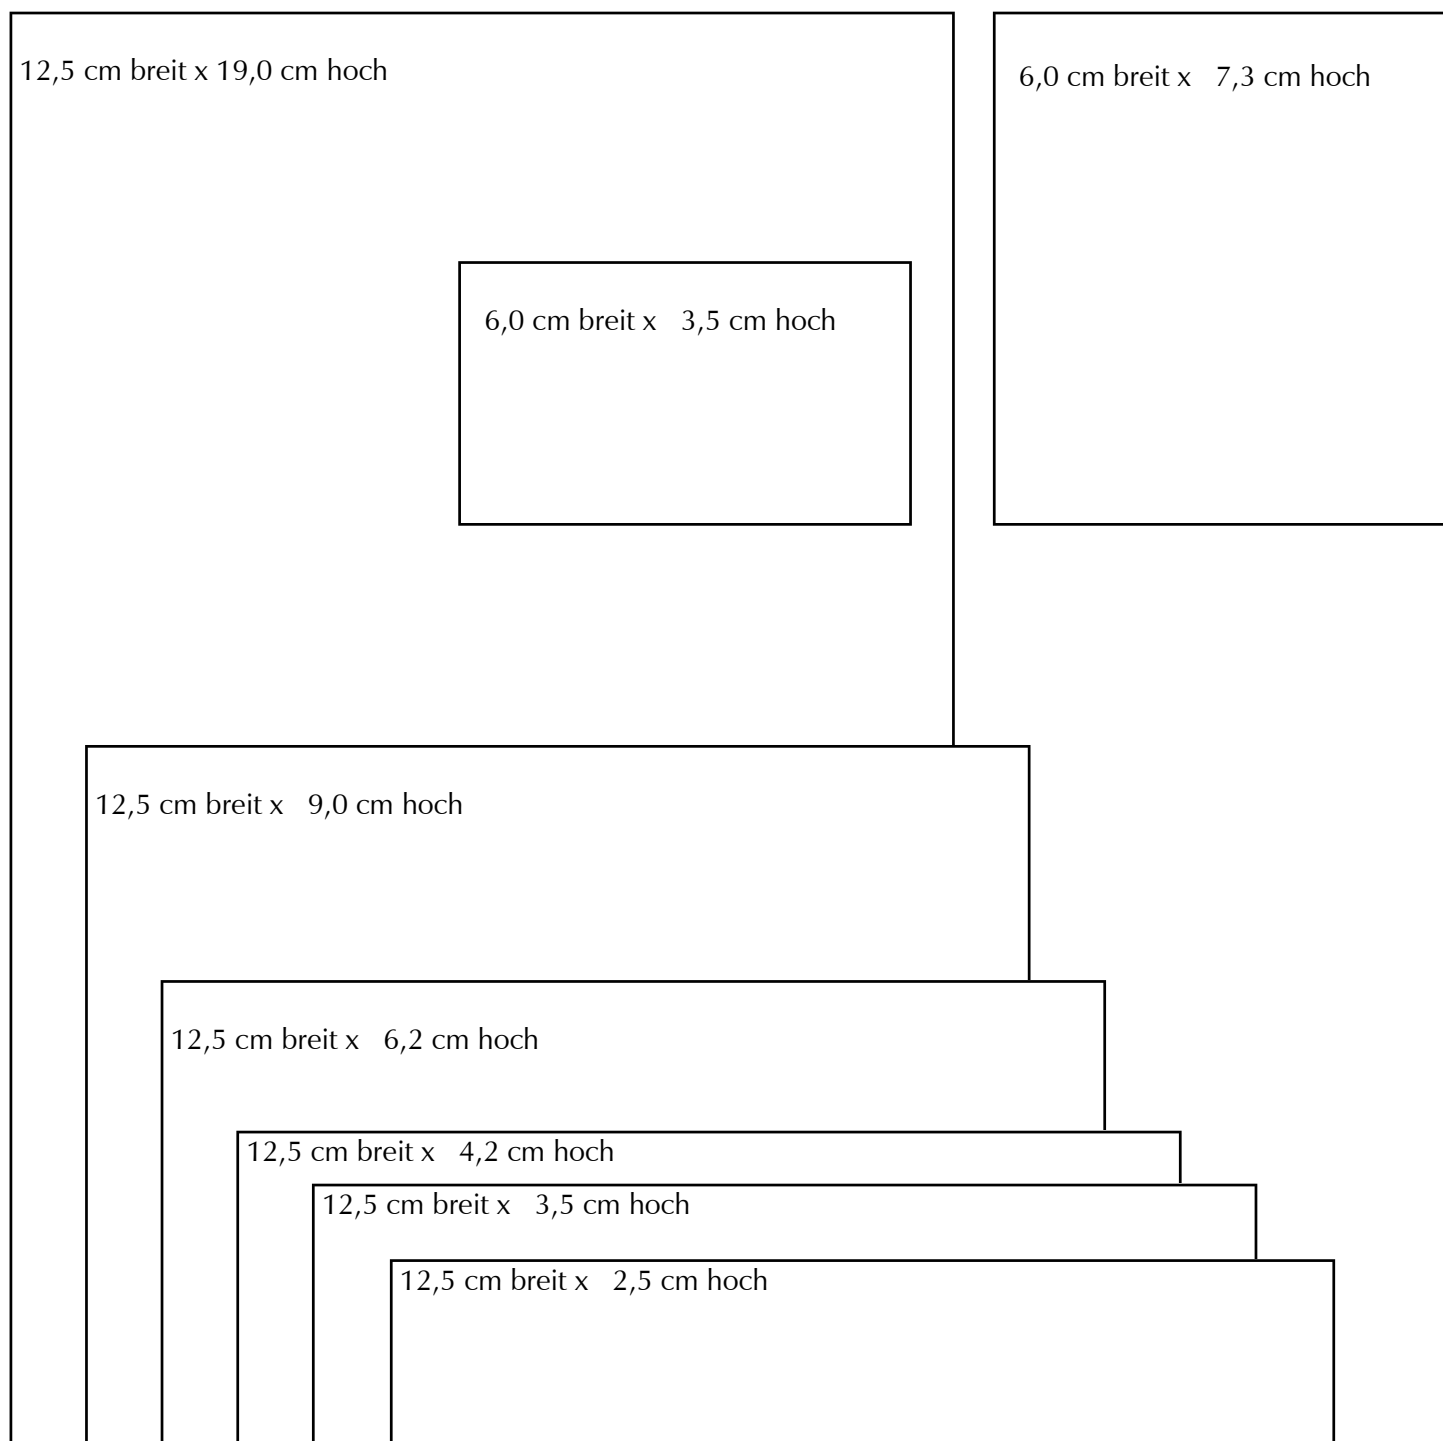 12,5 cm breit x 19,0 cm hoch
6,0 cm breit x   7,3 cm hoch
6,0 cm breit x   3,5 cm hoch
12,5 cm breit x   9,0 cm hoch
12,5 cm breit x   6,2 cm hoch
12,5 cm breit x   4,2 cm hoch
12,5 cm breit x   3,5 cm hoch
12,5 cm breit x   2,5 cm hoch